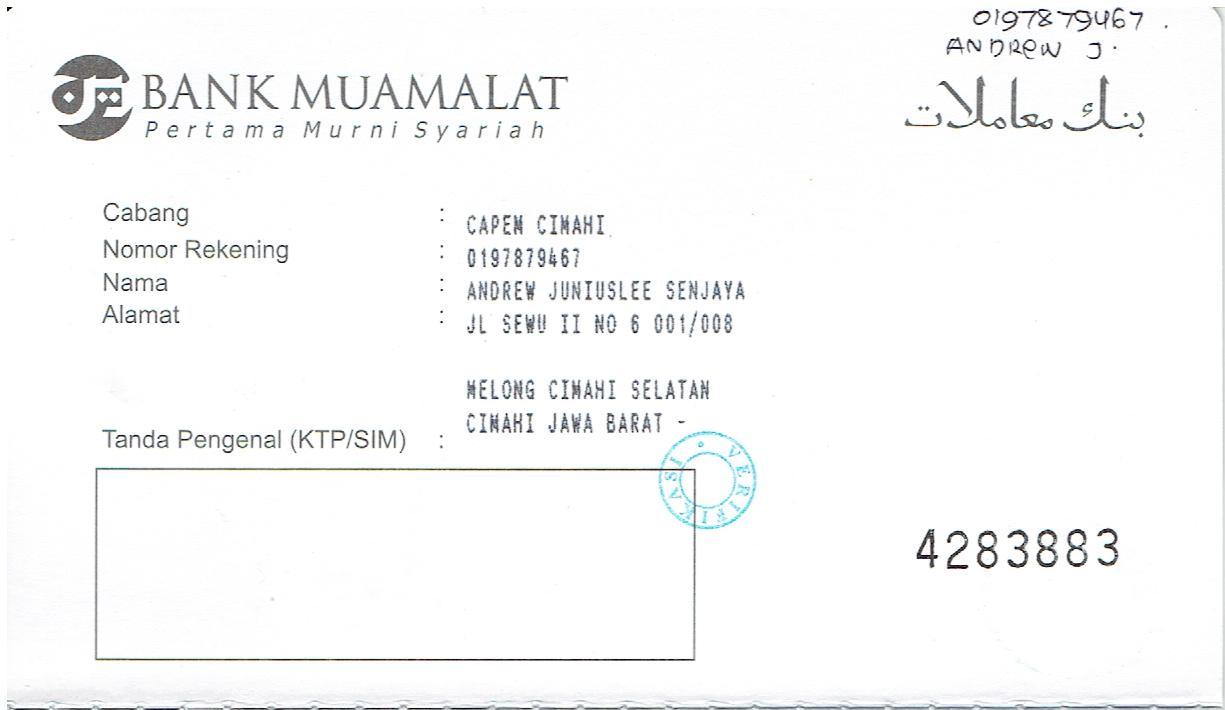 0197879467.
ANDREW J.
BANK MUAMALAT
Pertama Murni Syariah
بنك معاملات
Cabang : CAPEM CIMAHI
Nomor Rekening : 0197879467
Nama : ANDREW JUNIUSLEE SENJAYA
Alamat : JL SEWU II NO 6 001/008
MELONG CIMAHI SELATAN
CIMAHI JAWA BARAT -
Tanda Pengenal (KTP/SIM) :
VERIFIKASI
4283883